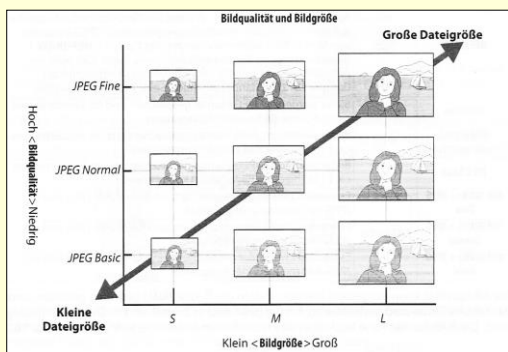 Bildqualität und Bildgröße
Große Dateigröße
JPEG Fine
JPEG Normal
JPEG Basic
Hoch < Bildqualität > Niedrig
Kleine
Dateigröße
S
M
L
Klein < Bildgröße > Groß